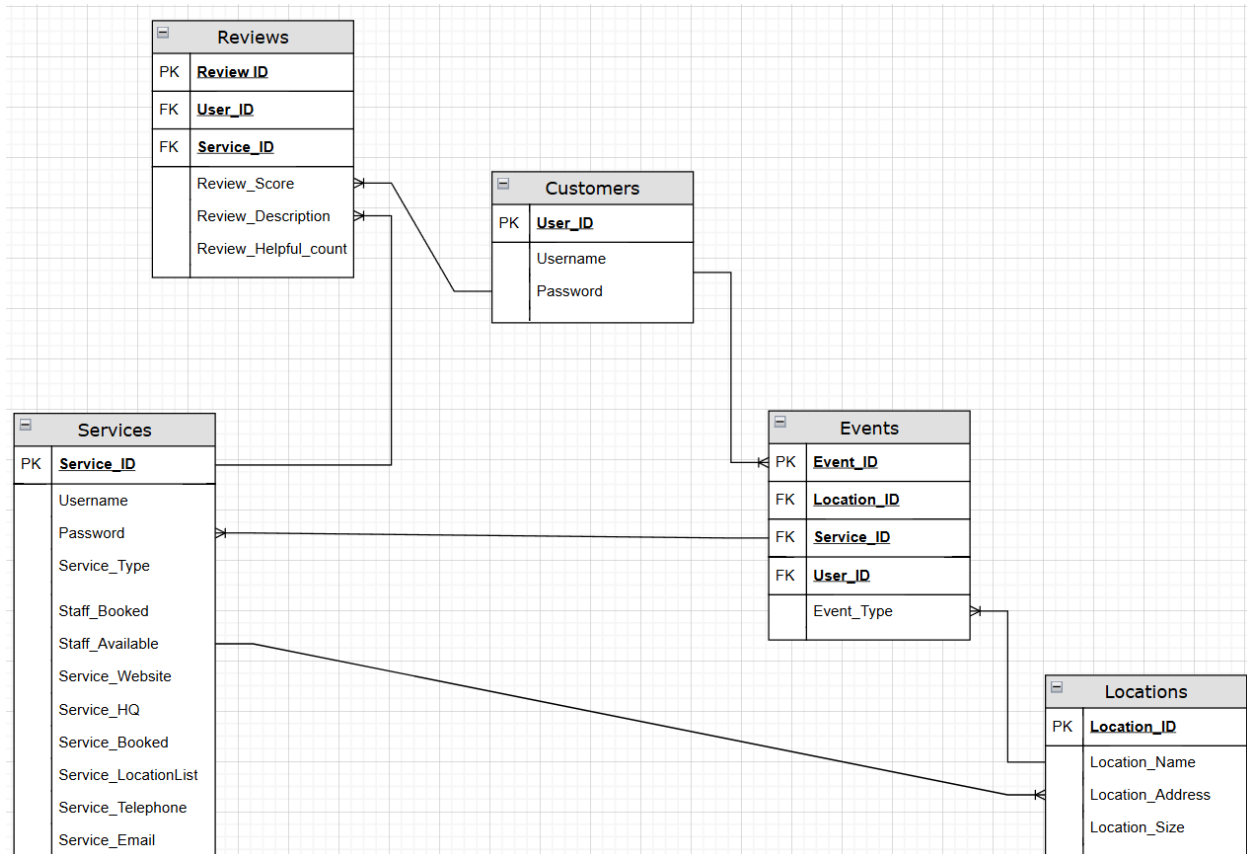 Reviews
PK Review ID
FK User_ID
FK Service_ID
Review_Score
Review_Description
Review_Helpful_count
Customers
PK User_ID
Username
Password
Services
PK Service_ID
Username
Password
Service_Type
Staff_Booked
Staff_Available
Service_Website
Service_HQ
Service_Booked
Service_LocationList
Service_Telephone
Service_Email
Events
PK Event_ID
FK Location_ID
FK Service_ID
FK User_ID
Event_Type
Locations
PK Location_ID
Location_Name
Location_Address
Location_Size